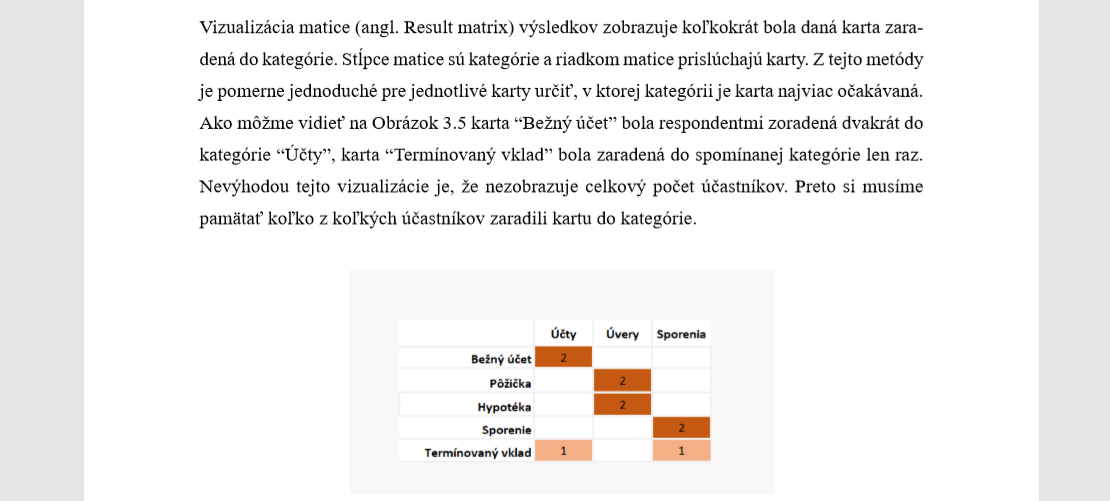 Vizualizácia matice (angl. Result matrix) výsledkov zobrazuje koľkokrát bola daná karta zara-
dená do kategórie. Stĺpce matice sú kategórie a riadkom matice prislúchajú karty. Z tejto metódy
je pomerne jednoduché pre jednotlivé karty určiť, v ktorej kategórii je karta najviac očakávaná.
Ako môžme vidieť na Obrázok 3.5 karta “Bežný účet” bola respondentmi zoradená dvakrát do
kategórie “Účty”, karta “Termínovaný vklad” bola zaradená do spomínanej kategórie len raz.
Nevýhodou tejto vizualizácie je, že nezobrazuje celkový počet účastníkov. Preto si musíme
pamätať koľko z koľkých účastníkov zaradili kartu do kategórie.
Účty Úvery Sporenia
Bežný účet 2
Pôžička 2
Hypotéka 2
Sporenie 2
Termínovaný vklad 1 1